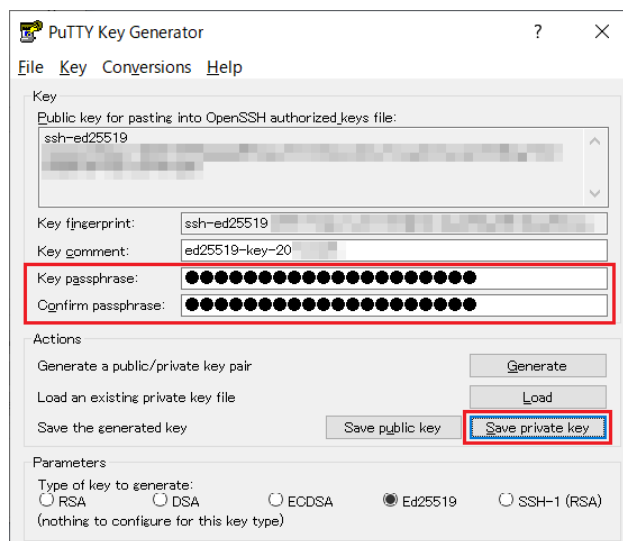 PuTTY Key Generator ? ×
File Key Conversions Help
Key
Public key for pasting into OpenSSH authorized_keys file:
ssh-ed25519
Key fingerprint: ssh-ed25519
Key comment: ed25519-key-20
Key passphrase: ●●●●●●●●●●●●●●●●●●●●
Confirm passphrase: ●●●●●●●●●●●●●●●●●●●●
Actions
Generate a public/private key pair Generate
Load an existing private key file Load
Save the generated key Save public key Save private key
Parameters
Type of key to generate:
RSA DSA ECDSA Ed25519 SSH-1 (RSA)
(nothing to configure for this key type)